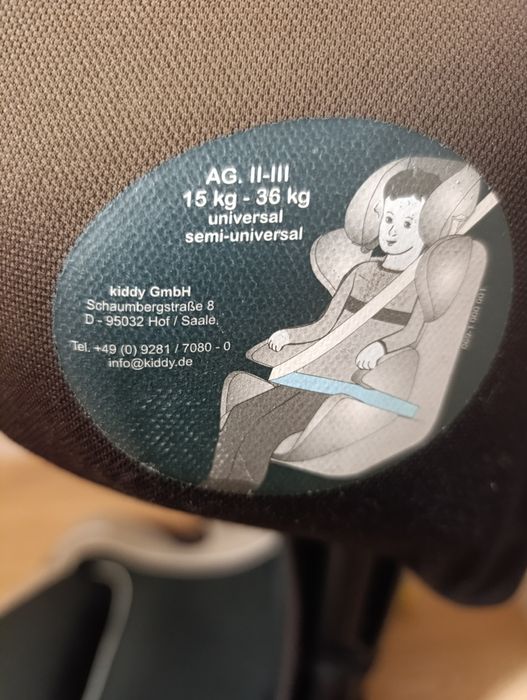 AG. II-III
15 kg - 36 kg
universal
semi-universal
kiddy GmbH
Schaumbergstraße 8
D - 95032 Hof / Saale.
Tel. +49 (0) 9281 / 7080 - 0
info@kiddy.de